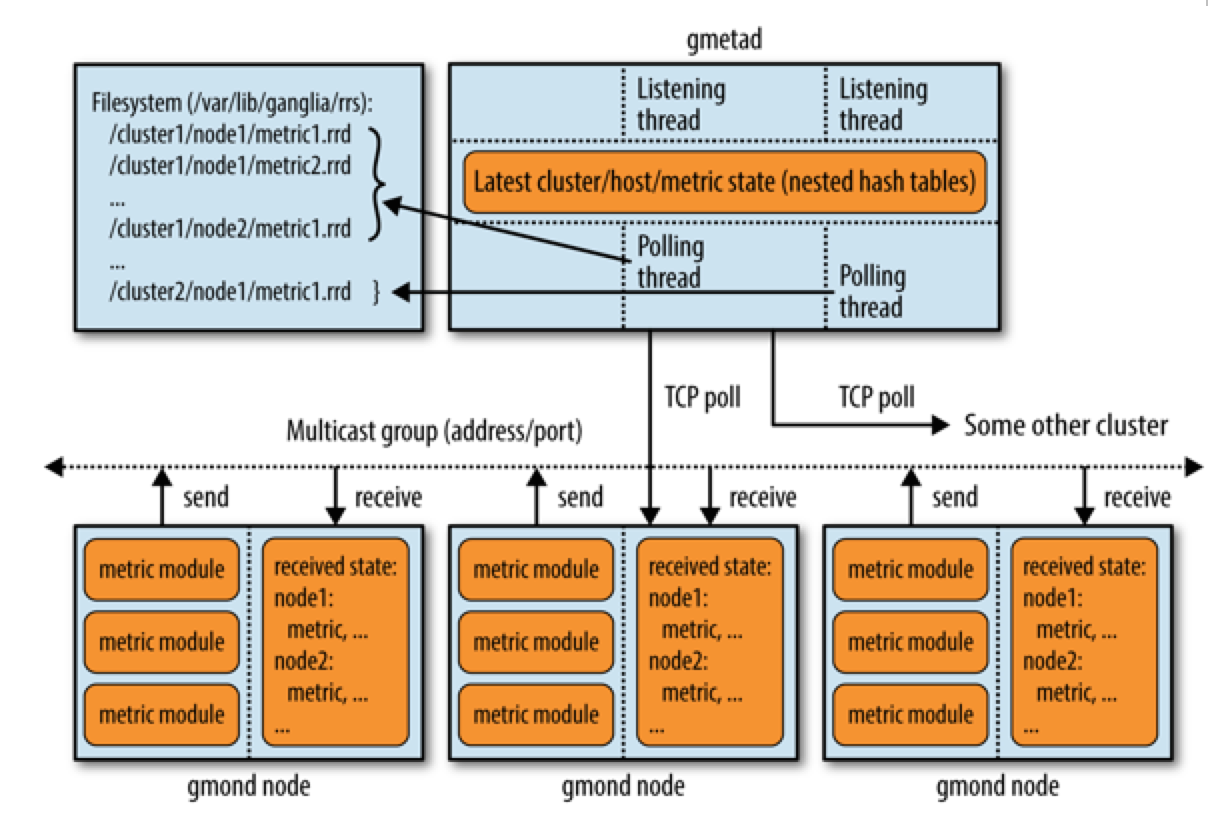 gmetad
Filesystem (/var/lib/ganglia/rrs):
/cluster1/node1/metric1.rrd
/cluster1/node1/metric2.rrd
...
/cluster1/node2/metric1.rrd
...
/cluster2/node1/metric1.rrd }
Listening
thread
Listening
thread
Latest cluster/host/metric state (nested hash tables)
Polling
thread
Polling
thread
TCP poll
TCP poll
Some other cluster
Multicast group (address/port)
send
receive
send
receive
send
receive
metric module
metric module
metric module
received state:
node1:
metric, ...
node2:
metric, ...
...
gmond node
metric module
metric module
metric module
received state:
node1:
metric, ...
node2:
metric, ...
...
gmond node
metric module
metric module
metric module
received state:
node1:
metric, ...
node2:
metric, ...
...
gmond node